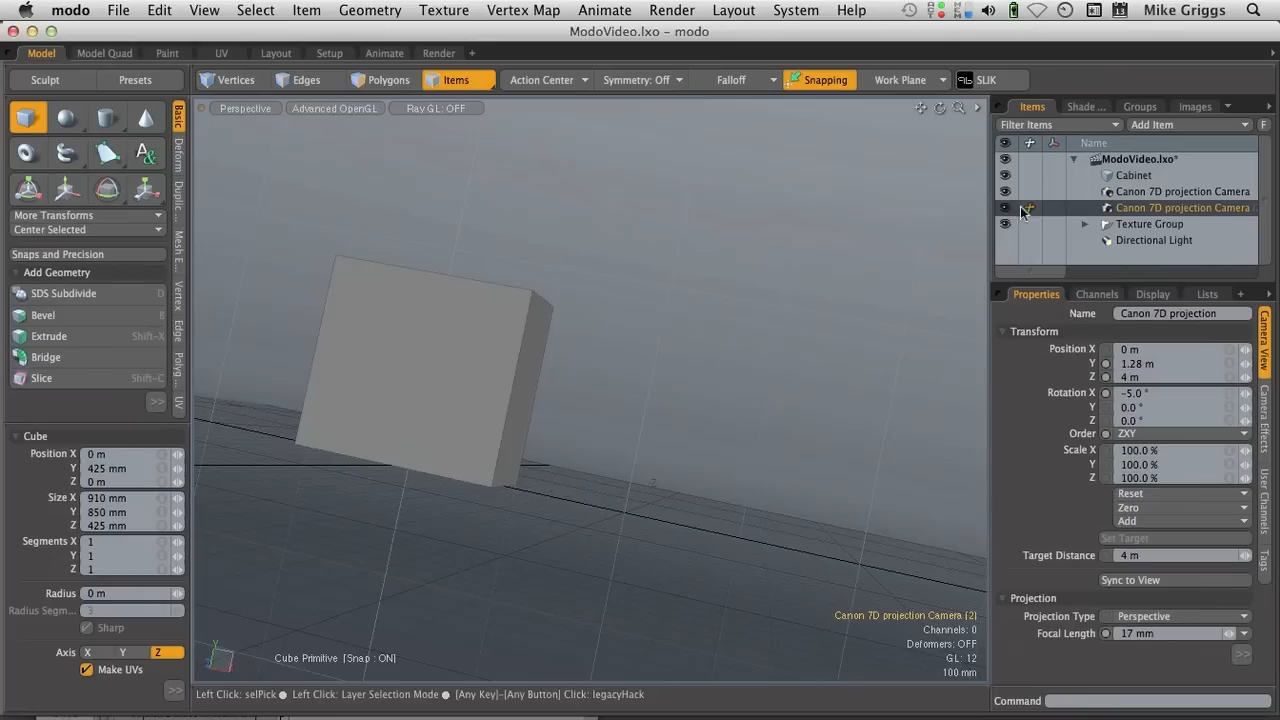 modo File Edit View Select Item Geometry Texture Vertex Map Animate Render Layout System Help Mike Griggs
ModoVideo.lxo – modo
Model Model Quad Paint UV Layout Setup Animate Render +
Sculpt Presets Vertices Edges Polygons Items Action Center Symmetry: Off Falloff Snapping Work Plane SLIK
Perspective Advanced OpenGL Ray GL: OFF
Items Shade ... Groups Images
Filter Items Add Item F
Name
ModoVideo.lxo*
Cabinet
Canon 7D projection Camera
Canon 7D projection Camera
Texture Group
Directional Light
Basic
Deform
Duplic ...
Mesh E...
Vertex
Edge
Polyg ...
UV
More Transforms
Center Selected
Snaps and Precision
Add Geometry
SDS Subdivide D
Bevel B
Extrude Shift-X
Bridge
Slice Shift-C
>>
Cube
Position X 0 m
Y 425 mm
Z 0 m
Size X 910 mm
Y 850 mm
Z 425 mm
Segments X 1
Y 1
Z 1
Radius 0 m
Radius Segm... 3
Sharp
Axis X Y Z
Make UVs
>>
Z
Canon 7D projection Camera (2)
Channels: 0
Deformers: OFF
GL: 12
100 mm
Cube Primitive [Snap : ON]
Y
Left Click: selPick Left Click: Layer Selection Mode [Any Key]-[Any Button] Click: legacyHack
Properties Channels Display Lists +
Name Canon 7D projection
Transform
Position X 0 m
Y 1.28 m
Z 4 m
Rotation X -5.0 °
Y 0.0 °
Z 0.0 °
Order ZXY
Scale X 100.0 %
Y 100.0 %
Z 100.0 %
Reset
Zero
Add
Set Target
Target Distance 4 m
Sync to View
Projection
Projection Type Perspective
Focal Length 17 mm
>>
Camera View
Camera Effects
User Channels
Tags
Command